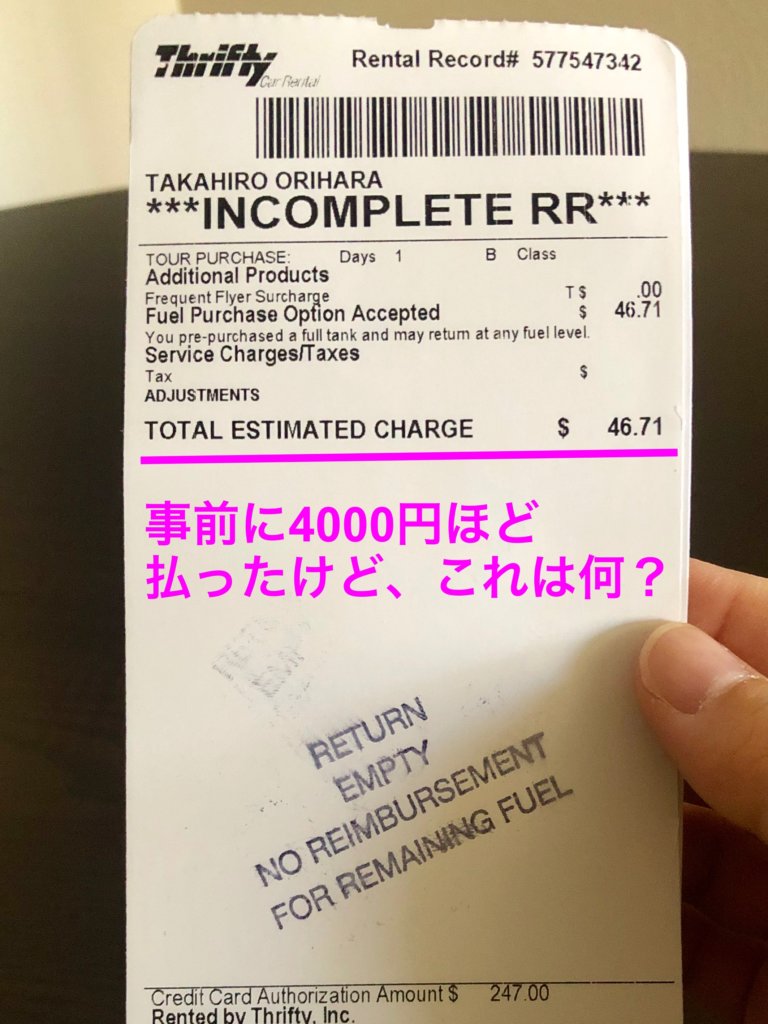 Thrifty
Car Rental
Rental Record# 577547342
TAKAHIRO ORIHARA
***INCOMPLETE RR***
TOUR PURCHASE: Days 1 B Class
Additional Products
Frequent Flyer Surcharge T $ .00
Fuel Purchase Option Accepted $ 46.71
You pre-purchased a full tank and may return at any fuel level.
Service Charges/Taxes
Tax $
ADJUSTMENTS
TOTAL ESTIMATED CHARGE $ 46.71
事前に4000円ほど
払ったけど、これは何？
RETURN
EMPTY
NO REIMBURSEMENT
FOR REMAINING FUEL
Credit Card Authorization Amount $ 247.00
Rented by Thrifty, Inc.